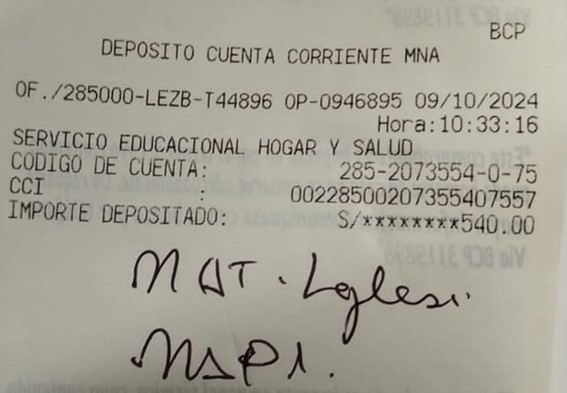 BCP
DEPOSITO CUENTA CORRIENTE MNA
OF./285000-LEZB-T44896 OP-0946895 09/10/2024
Hora:10:33:16
SERVICIO EDUCACIONAL HOGAR Y SALUD
CODIGO DE CUENTA: 285-2073554-0-75
CCI : 00228500207355407557
IMPORTE DEPOSITADO: S/********540.00
MAT. Iglesi.